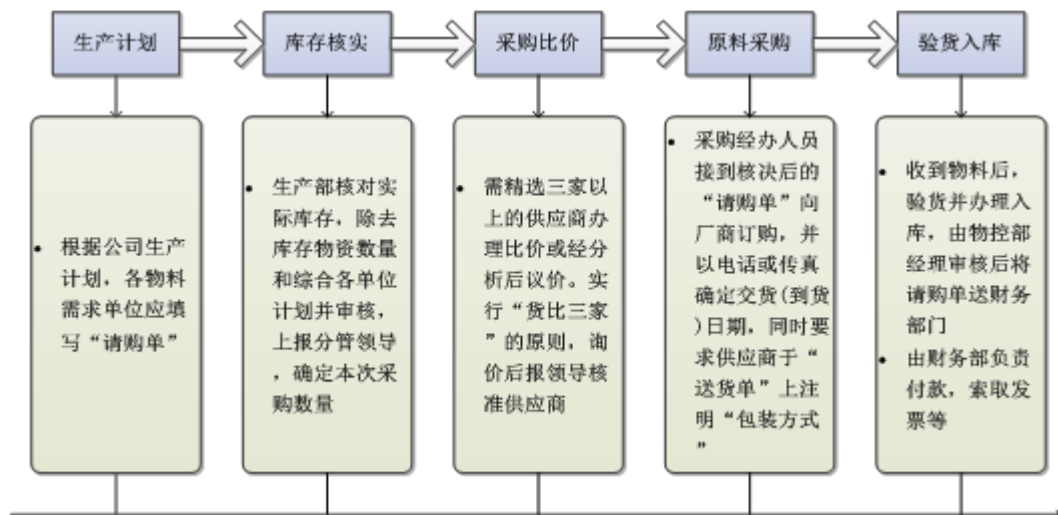 生产计划
库存核实
采购比价
原料采购
验货入库
• 根据公司生产
计划，各物料
需求单位应填
写“请购单”
• 生产部核对实
际库存，除去
库存物资数量
和综合各单位
计划并审核，
上报分管领导
，确定本次采
购数量
• 需精选三家以
上的供应商办
理比价或经分
析后议价。实
行“货比三家
”的原则，询
价后报领导核
准供应商
• 采购经办人员
接到核决后的
“请购单”向
厂商订购，并
以电话或传真
确定交货(到货
)日期，同时要
求供应商于“
送货单”上注
明“包装方式
”
• 收到物料后，
验货并办理入
库，由物控部
经理审核后将
请购单送财务
部门
• 由财务部负责
付款，索取发
票等